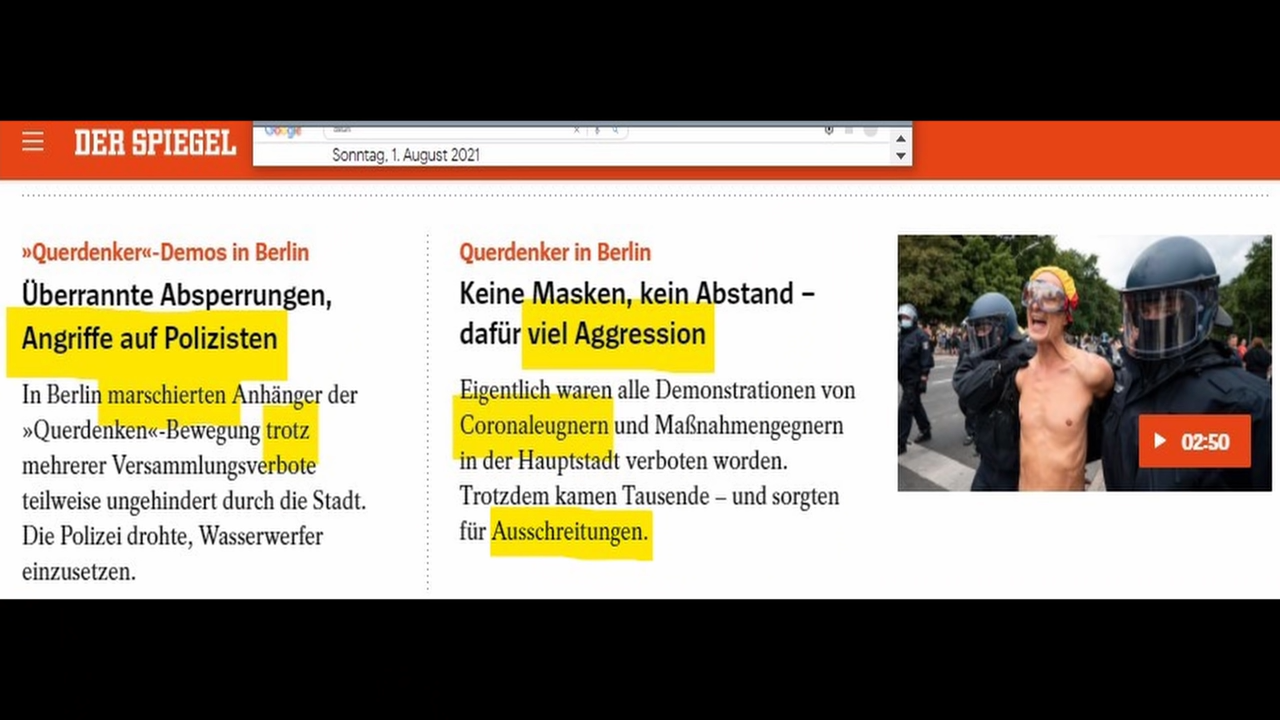 DER SPIEGEL
Google
Sonntag, 1. August 2021
»Querdenker«-Demos in Berlin
Überrannte Absperrungen,
Angriffe auf Polizisten
In Berlin marschierten Anhänger der
»Querdenken«-Bewegung trotz
mehrerer Versammlungsverbote
teilweise ungehindert durch die Stadt.
Die Polizei drohte, Wasserwerfer
einzusetzen.
Querdenker in Berlin
Keine Masken, kein Abstand –
dafür viel Aggression
Eigentlich waren alle Demonstrationen von
Coronaleugnern und Maßnahmengegnern
in der Hauptstadt verboten worden.
Trotzdem kamen Tausende – und sorgten
für Ausschreitungen.
02:50